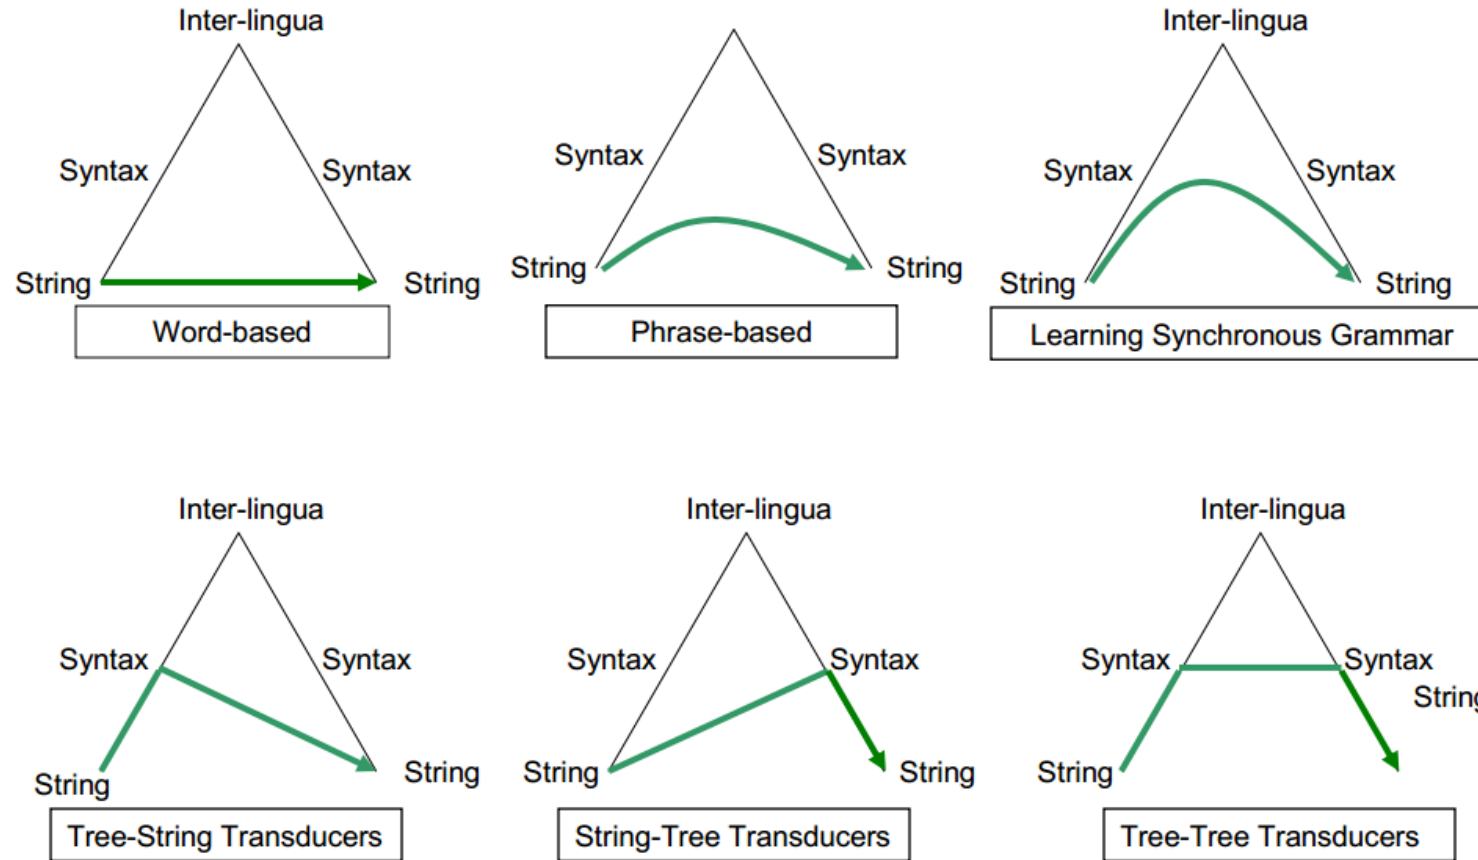 Inter-lingua
Inter-lingua
Syntax
Syntax
Syntax
Syntax
Syntax
Syntax
String
String
String
String
String
String
Word-based
Phrase-based
Learning Synchronous Grammar
Inter-lingua
Inter-lingua
Inter-lingua
Syntax
Syntax
Syntax
Syntax
Syntax
Syntax
String
String
String
String
String
String
Tree-String Transducers
String-Tree Transducers
Tree-Tree Transducers